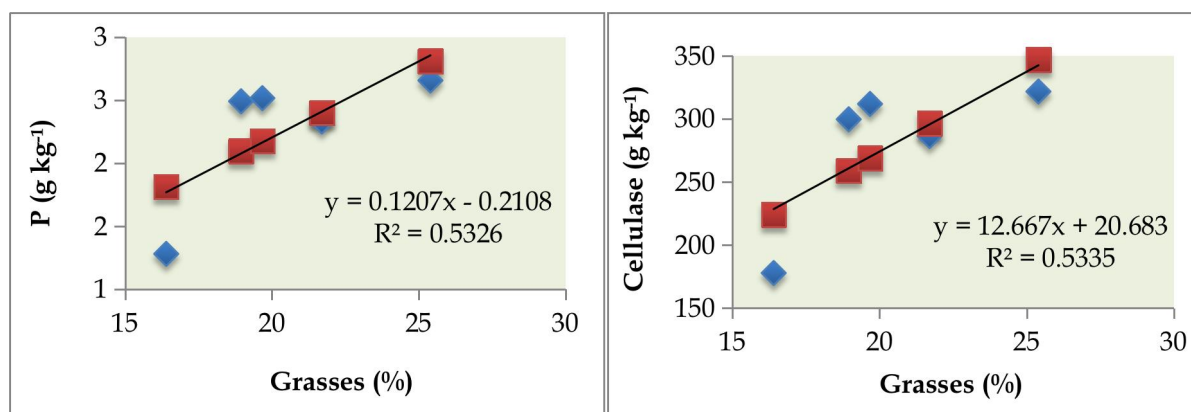 3
3
2
2
1
15 20 25 30
P (g kg⁻¹)
Grasses (%)
y = 0.1207x - 0.2108
R² = 0.5326
350
300
250
200
150
15 20 25 30
Cellulase (g kg⁻¹)
Grasses (%)
y = 12.667x + 20.683
R² = 0.5335